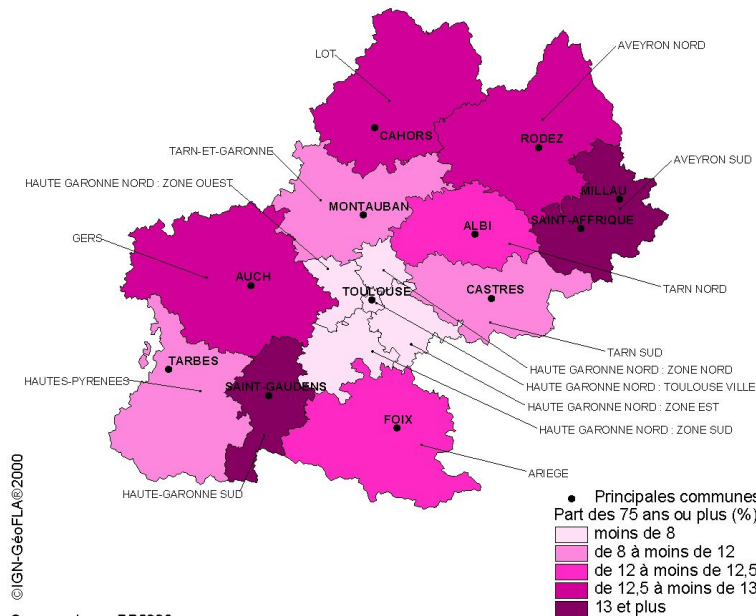 LOT
AVEYRON NORD
CAHORS
RODEZ
TARN-ET-GARONNE
AVEYRON SUD
HAUTE GARONNE NORD : ZONE OUEST
MILLAU
MONTAUBAN
SAINT-AFFRIQUE
ALBI
GERS
AUCH
TOULOUSE
CASTRES
TARN NORD
TARN SUD
TARBES
HAUTE GARONNE NORD : ZONE NORD
HAUTES-PYRENEES
SAINT-GAUDENS
HAUTE GARONNE NORD : TOULOUSE VILLE
HAUTE GARONNE NORD : ZONE EST
FOIX
HAUTE GARONNE NORD : ZONE SUD
ARIEGE
HAUTE-GARONNE SUD
©IGN-GéoFLA®2000
Principales communes
Part des 75 ans ou plus (%)
moins de 8
de 8 à moins de 12
de 12 à moins de 12,5
de 12,5 à moins de 13
13 et plus